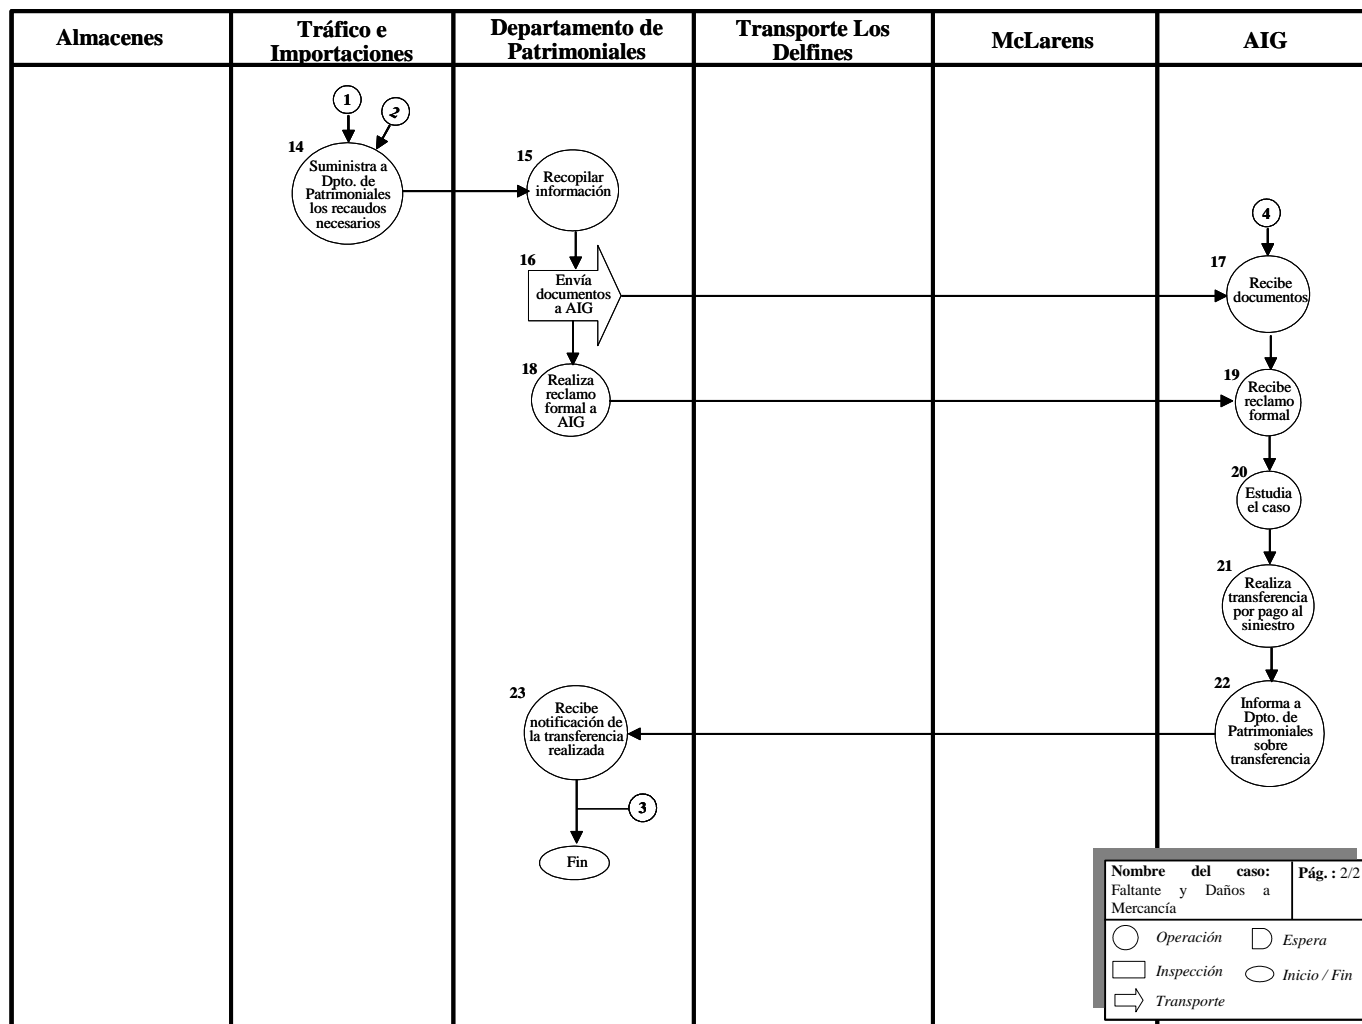 Almacenes
Tráfico e
Importaciones
Departamento de
Patrimoniales
Transporte Los
Delfines
McLarens
AIG
1
2
14
Suministra a
Dpto. de
Patrimoniales
los recaudos
necesarios
15
Recopilar
información
16
Envía
documentos
a AIG
4
17
Recibe
documentos
18
Realiza
reclamo
formal a
AIG
19
Recibe
reclamo
formal
20
Estudia
el caso
21
Realiza
transferencia
por pago al
siniestro
22
Informa a
Dpto. de
Patrimoniales
sobre
transferencia
23
Recibe
notificación de
la transferencia
realizada
3
Fin
Nombre del caso:
Faltante y Daños a
Mercancía
Pág. : 2/2
Operación
Espera
Inspección
Inicio / Fin
Transporte